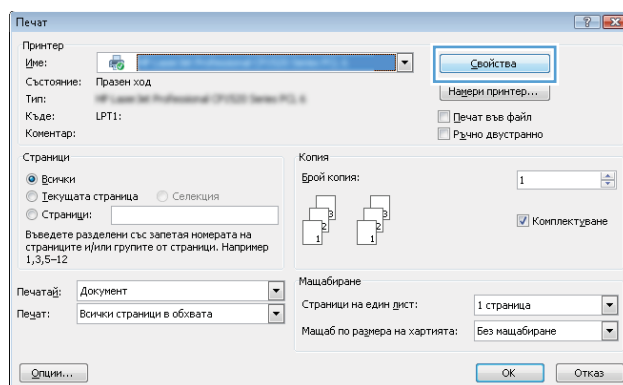 Печат
Принтер
Име:
Свойства
Състояние: Празен ход
Тип:
Намери принтер...
Къде: LPT1:
Печат във файл
Коментар:
Ръчно двустранно
Страници
Всички
Текущата страница Селекция
Страници:
Въведете разделени със запетая номерата на
страниците и/или групите от страници. Например
1,3,5–12
Копия
Брой копия: 1
Комплектуване
Печатай: Документ
Печат: Всички страници в обхвата
Мащабиране
Страници на един лист: 1 страница
Мащаб по размера на хартията: Без мащабиране
Опции...
OK Отказ